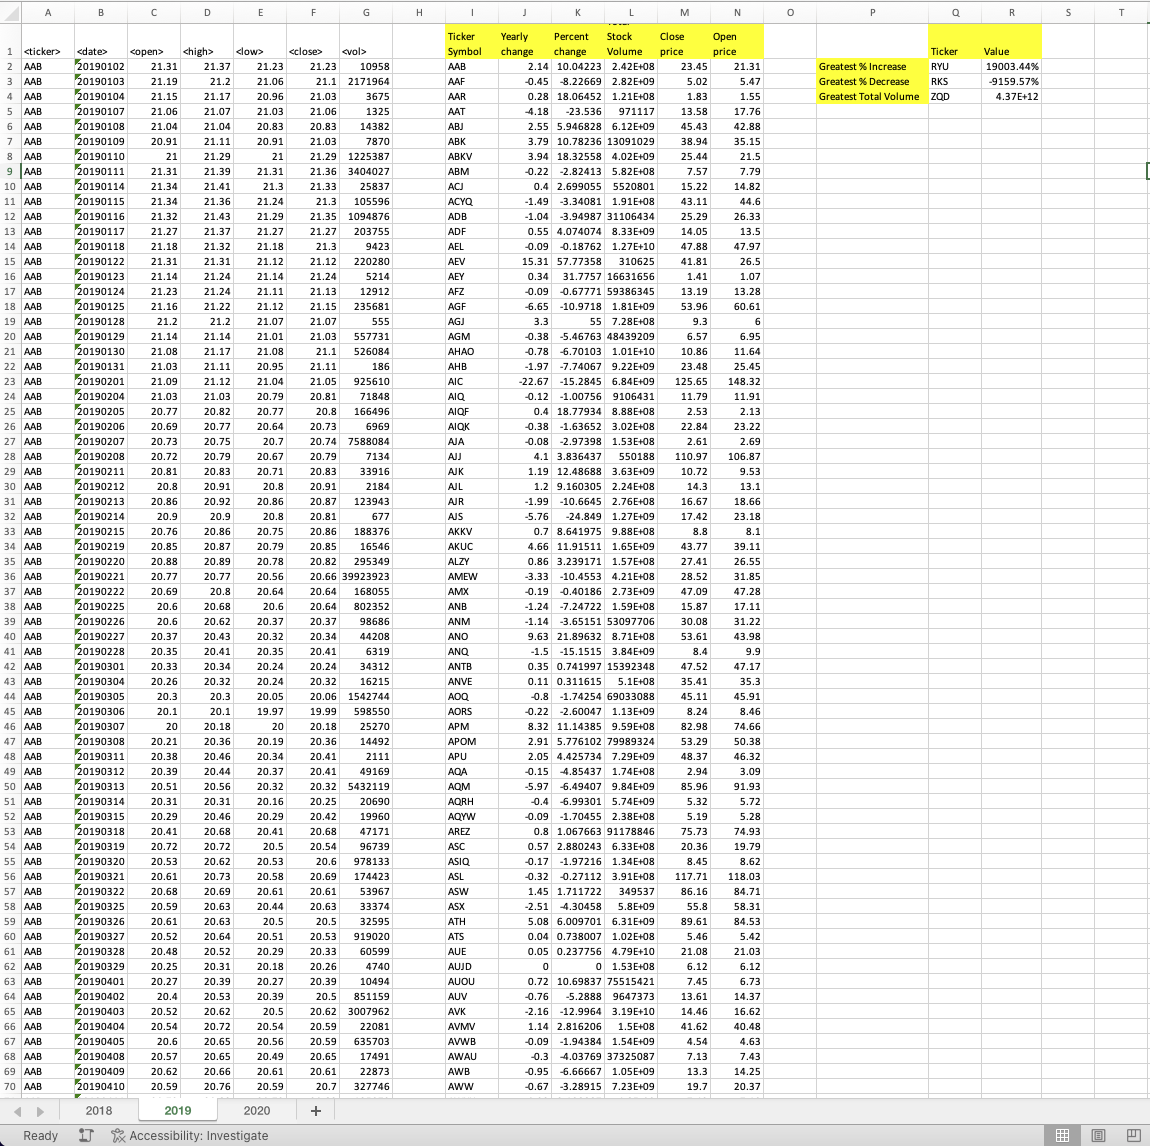 A B C D E F G H I J K L M N O P Q R S T
Ticker Yearly Percent Stock Close Open
1 <ticker> <date> <open> <high> <low> <close> <vol> Symbol change change Volume price price Ticker Value
2 AAB 20190102 21.31 21.37 21.23 21.23 10958 AAB 2.14 10.04223 2.42E+08 23.45 21.31 Greatest % Increase RYU 19003.44%
3 AAB 20190103 21.19 21.2 21.06 21.1 2171964 AAF -0.45 -8.22669 2.82E+09 5.02 5.47 Greatest % Decrease RKS -9159.57%
4 AAB 20190104 21.15 21.17 20.96 21.03 3675 AAR 0.28 18.06452 1.21E+08 1.83 1.55 Greatest Total Volume ZQD 4.37E+12
5 AAB 20190107 21.06 21.07 21.03 21.06 1325 AAT -4.18 -23.536 971117 13.58 17.76
6 AAB 20190108 21.04 21.04 20.83 20.83 14382 ABJ 2.55 5.946828 6.12E+09 45.43 42.88
7 AAB 20190109 20.91 21.11 20.91 21.03 7870 ABK 3.79 10.78236 13091029 38.94 35.15
8 AAB 20190110 21 21.29 21 21.29 1225387 ABKV 3.94 18.32558 4.02E+09 25.44 21.5
9 AAB 20190111 21.31 21.39 21.31 21.36 3404027 ABM -0.22 -2.82413 5.82E+08 7.57 7.79
10 AAB 20190114 21.34 21.41 21.3 21.33 25837 ACJ 0.4 2.699055 5520801 15.22 14.82
11 AAB 20190115 21.34 21.36 21.24 21.3 105596 ACYQ -1.49 -3.34081 1.91E+08 43.11 44.6
12 AAB 20190116 21.32 21.43 21.29 21.35 1094876 ADB -1.04 -3.94987 31106434 25.29 26.33
13 AAB 20190117 21.27 21.37 21.27 21.27 203755 ADF 0.55 4.074074 8.33E+09 14.05 13.5
14 AAB 20190118 21.18 21.32 21.18 21.3 9423 AEL -0.09 -0.18762 1.27E+10 47.88 47.97
15 AAB 20190122 21.31 21.31 21.12 21.12 220280 AEV 15.31 57.77358 310625 41.81 26.5
16 AAB 20190123 21.14 21.24 21.14 21.24 5214 AEY 0.34 31.7757 16631656 1.41 1.07
17 AAB 20190124 21.23 21.24 21.11 21.13 12912 AFZ -0.09 -0.67771 59386345 13.19 13.28
18 AAB 20190125 21.16 21.22 21.12 21.15 235681 AGF -6.65 -10.9718 1.81E+09 53.96 60.61
19 AAB 20190128 21.2 21.2 21.07 21.07 555 AGJ 3.3 55 7.28E+08 9.3 6
20 AAB 20190129 21.14 21.14 21.01 21.03 557731 AGM -0.38 -5.46763 48439209 6.57 6.95
21 AAB 20190130 21.08 21.17 21.08 21.1 526084 AHAO -0.78 -6.70103 1.01E+10 10.86 11.64
22 AAB 20190131 21.03 21.11 20.95 21.11 186 AHB -1.97 -7.74067 9.22E+09 23.48 25.45
23 AAB 20190201 21.09 21.12 21.04 21.05 925610 AIC -22.67 -15.2845 6.84E+09 125.65 148.32
24 AAB 20190204 21.03 21.03 20.79 20.81 71848 AIQ -0.12 -1.00756 9106431 11.79 11.91
25 AAB 20190205 20.77 20.82 20.77 20.8 166496 AIQF 0.4 18.77934 8.88E+08 2.53 2.13
26 AAB 20190206 20.69 20.77 20.64 20.73 6969 AIQK -0.38 -1.63652 3.02E+08 22.84 23.22
27 AAB 20190207 20.73 20.75 20.7 20.74 7588084 AJA -0.08 -2.97398 1.53E+08 2.61 2.69
28 AAB 20190208 20.72 20.79 20.67 20.79 7134 AJJ 4.1 3.836437 550188 110.97 106.87
29 AAB 20190211 20.81 20.83 20.71 20.83 33916 AJK 1.19 12.48688 3.63E+09 10.72 9.53
30 AAB 20190212 20.8 20.91 20.8 20.91 2184 AJL 1.2 9.160305 2.24E+08 14.3 13.1
31 AAB 20190213 20.86 20.92 20.86 20.87 123943 AJR -1.99 -10.6645 2.76E+08 16.67 18.66
32 AAB 20190214 20.9 20.9 20.8 20.81 677 AJS -5.76 -24.849 1.27E+09 17.42 23.18
33 AAB 20190215 20.76 20.86 20.75 20.86 188376 AKKV 0.7 8.641975 9.88E+08 8.8 8.1
34 AAB 20190219 20.85 20.87 20.79 20.85 16546 AKUC 4.66 11.91511 1.65E+09 43.77 39.11
35 AAB 20190220 20.88 20.89 20.78 20.82 295349 ALZY 0.86 3.239171 1.57E+08 27.41 26.55
36 AAB 20190221 20.77 20.77 20.56 20.66 39923923 AMEW -3.33 -10.4553 4.21E+08 28.52 31.85
37 AAB 20190222 20.69 20.8 20.64 20.64 168055 AMX -0.19 -0.40186 2.73E+09 47.09 47.28
38 AAB 20190225 20.6 20.68 20.6 20.64 802352 ANB -1.24 -7.24722 1.59E+08 15.87 17.11
39 AAB 20190226 20.6 20.62 20.37 20.37 98686 ANM -1.14 -3.65151 53097706 30.08 31.22
40 AAB 20190227 20.37 20.43 20.32 20.34 44208 ANO 9.63 21.89632 8.71E+08 53.61 43.98
41 AAB 20190228 20.35 20.41 20.35 20.41 6319 ANQ -1.5 -15.1515 3.84E+09 8.4 9.9
42 AAB 20190301 20.33 20.34 20.24 20.24 34312 ANTB 0.35 0.741997 15392348 47.52 47.17
43 AAB 20190304 20.26 20.32 20.24 20.32 16215 ANVE 0.11 0.311615 5.1E+08 35.41 35.3
44 AAB 20190305 20.3 20.3 20.05 20.06 1542744 AOQ -0.8 -1.74254 69033088 45.11 45.91
45 AAB 20190306 20.1 20.1 19.97 19.99 598550 AORS -0.22 -2.60047 1.13E+09 8.24 8.46
46 AAB 20190307 20 20.18 20 20.18 25270 APM 8.32 11.14385 9.59E+08 82.98 74.66
47 AAB 20190308 20.21 20.36 20.19 20.36 14492 APOM 2.91 5.776102 79989324 53.29 50.38
48 AAB 20190311 20.38 20.46 20.34 20.41 2111 APU 2.05 4.425734 7.29E+09 48.37 46.32
49 AAB 20190312 20.39 20.44 20.37 20.41 49169 AQA -0.15 -4.85437 1.74E+08 2.94 3.09
50 AAB 20190313 20.51 20.56 20.32 20.32 5432119 AQM -5.97 -6.49407 9.84E+09 85.96 91.93
51 AAB 20190314 20.31 20.31 20.16 20.25 20690 AQRH -0.4 -6.99301 5.74E+09 5.32 5.72
52 AAB 20190315 20.29 20.46 20.29 20.42 19960 AQYW -0.09 -1.70455 2.38E+08 5.19 5.28
53 AAB 20190318 20.41 20.68 20.41 20.68 47171 AREZ 0.8 1.067663 91178846 75.73 74.93
54 AAB 20190319 20.72 20.72 20.5 20.54 96739 ASC 0.57 2.880243 6.33E+08 20.36 19.79
55 AAB 20190320 20.53 20.62 20.53 20.6 978133 ASIQ -0.17 -1.97216 1.34E+08 8.45 8.62
56 AAB 20190321 20.61 20.73 20.58 20.69 174423 ASL -0.32 -0.27112 3.91E+08 117.71 118.03
57 AAB 20190322 20.68 20.69 20.61 20.61 53967 ASW 1.45 1.711722 349537 86.16 84.71
58 AAB 20190325 20.59 20.63 20.44 20.63 33374 ASX -2.51 -4.30458 5.8E+09 55.8 58.31
59 AAB 20190326 20.61 20.63 20.5 20.5 32595 ATH 5.08 6.009701 6.31E+09 89.61 84.53
60 AAB 20190327 20.52 20.64 20.51 20.53 919020 ATS 0.04 0.738007 1.02E+08 5.46 5.42
61 AAB 20190328 20.48 20.52 20.29 20.33 60599 AUE 0.05 0.237756 4.79E+10 21.08 21.03
62 AAB 20190329 20.25 20.31 20.18 20.26 4740 AUJD 0 0 1.53E+08 6.12 6.12
63 AAB 20190401 20.27 20.39 20.27 20.39 10494 AUOU 0.72 10.69837 75515421 7.45 6.73
64 AAB 20190402 20.4 20.53 20.39 20.5 851159 AUV -0.76 -5.2888 9647373 13.61 14.37
65 AAB 20190403 20.52 20.62 20.5 20.62 3007962 AVK -2.16 -12.9964 3.19E+10 14.46 16.62
66 AAB 20190404 20.54 20.72 20.54 20.59 22081 AVMV 1.14 2.816206 1.5E+08 41.62 40.48
67 AAB 20190405 20.6 20.65 20.56 20.59 635703 AVWB -0.09 -1.94384 1.54E+09 4.54 4.63
68 AAB 20190408 20.57 20.65 20.49 20.65 17491 AWAU -0.3 -4.03769 37325087 7.13 7.43
69 AAB 20190409 20.62 20.66 20.61 20.61 22873 AWB -0.95 -6.66667 1.05E+09 13.3 14.25
70 AAB 20190410 20.59 20.76 20.59 20.7 327746 AWW -0.67 -3.28915 7.23E+09 19.7 20.37
2018 2019 2020 +
Ready Accessibility: Investigate